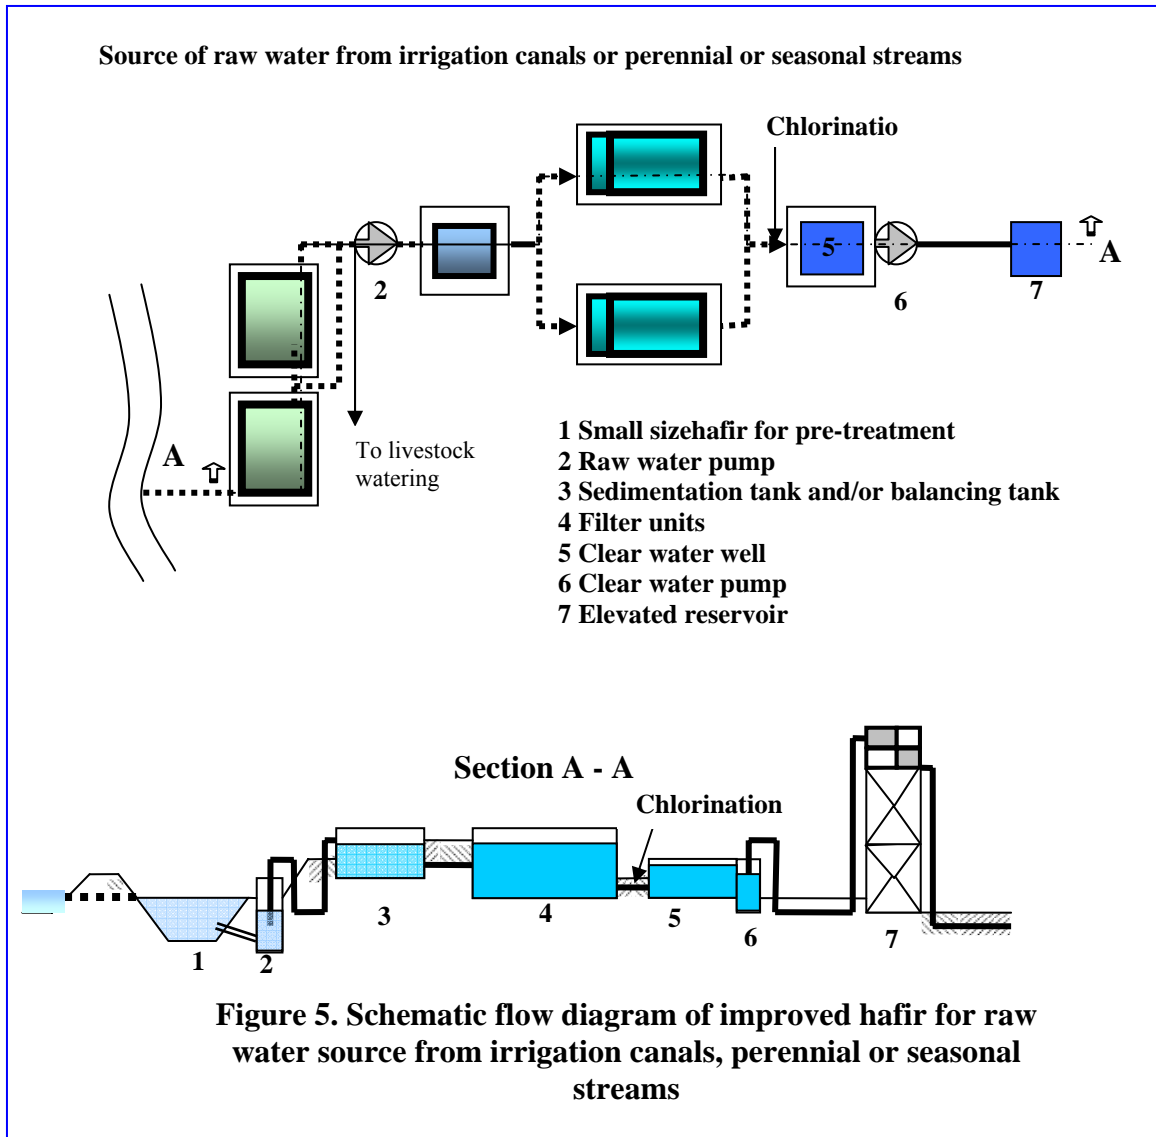 Source of raw water from irrigation canals or perennial or seasonal streams
Chlorinatio
5
A
2
6
7
A
To livestock
watering
1 Small sizehafir for pre-treatment
2 Raw water pump
3 Sedimentation tank and/or balancing tank
4 Filter units
5 Clear water well
6 Clear water pump
7 Elevated reservoir
Section A - A
Chlorination
1
2
3
4
5
6
7
Figure 5. Schematic flow diagram of improved hafir for raw
water source from irrigation canals, perennial or seasonal
streams